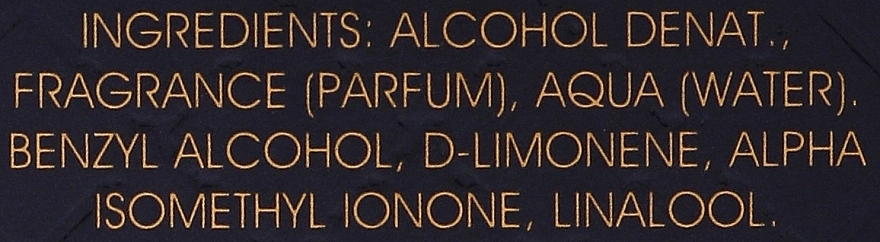 INGREDIENTS: ALCOHOL DENAT.,
FRAGRANCE (PARFUM), AQUA (WATER).
BENZYL ALCOHOL, D-LIMONENE, ALPHA
ISOMETHYL IONONE, LINALOOL.